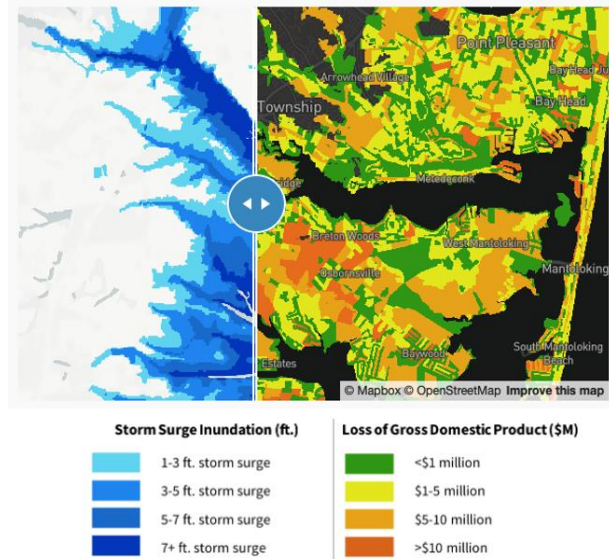 Point Pleasant
Arrowhead Village
Bay Head Ju
Township
Bay Head
Metedeconk
idge
Breton Woods
West Mantoloking
Osbornsville
Mantoloking
South Mantoloking
Beach
Baywood
Estates
© Mapbox © OpenStreetMap Improve this map
Storm Surge Inundation (ft.)
1-3 ft. storm surge
3-5 ft. storm surge
5-7 ft. storm surge
7+ ft. storm surge
Loss of Gross Domestic Product ($M)
<$1 million
$1-5 million
$5-10 million
>$10 million